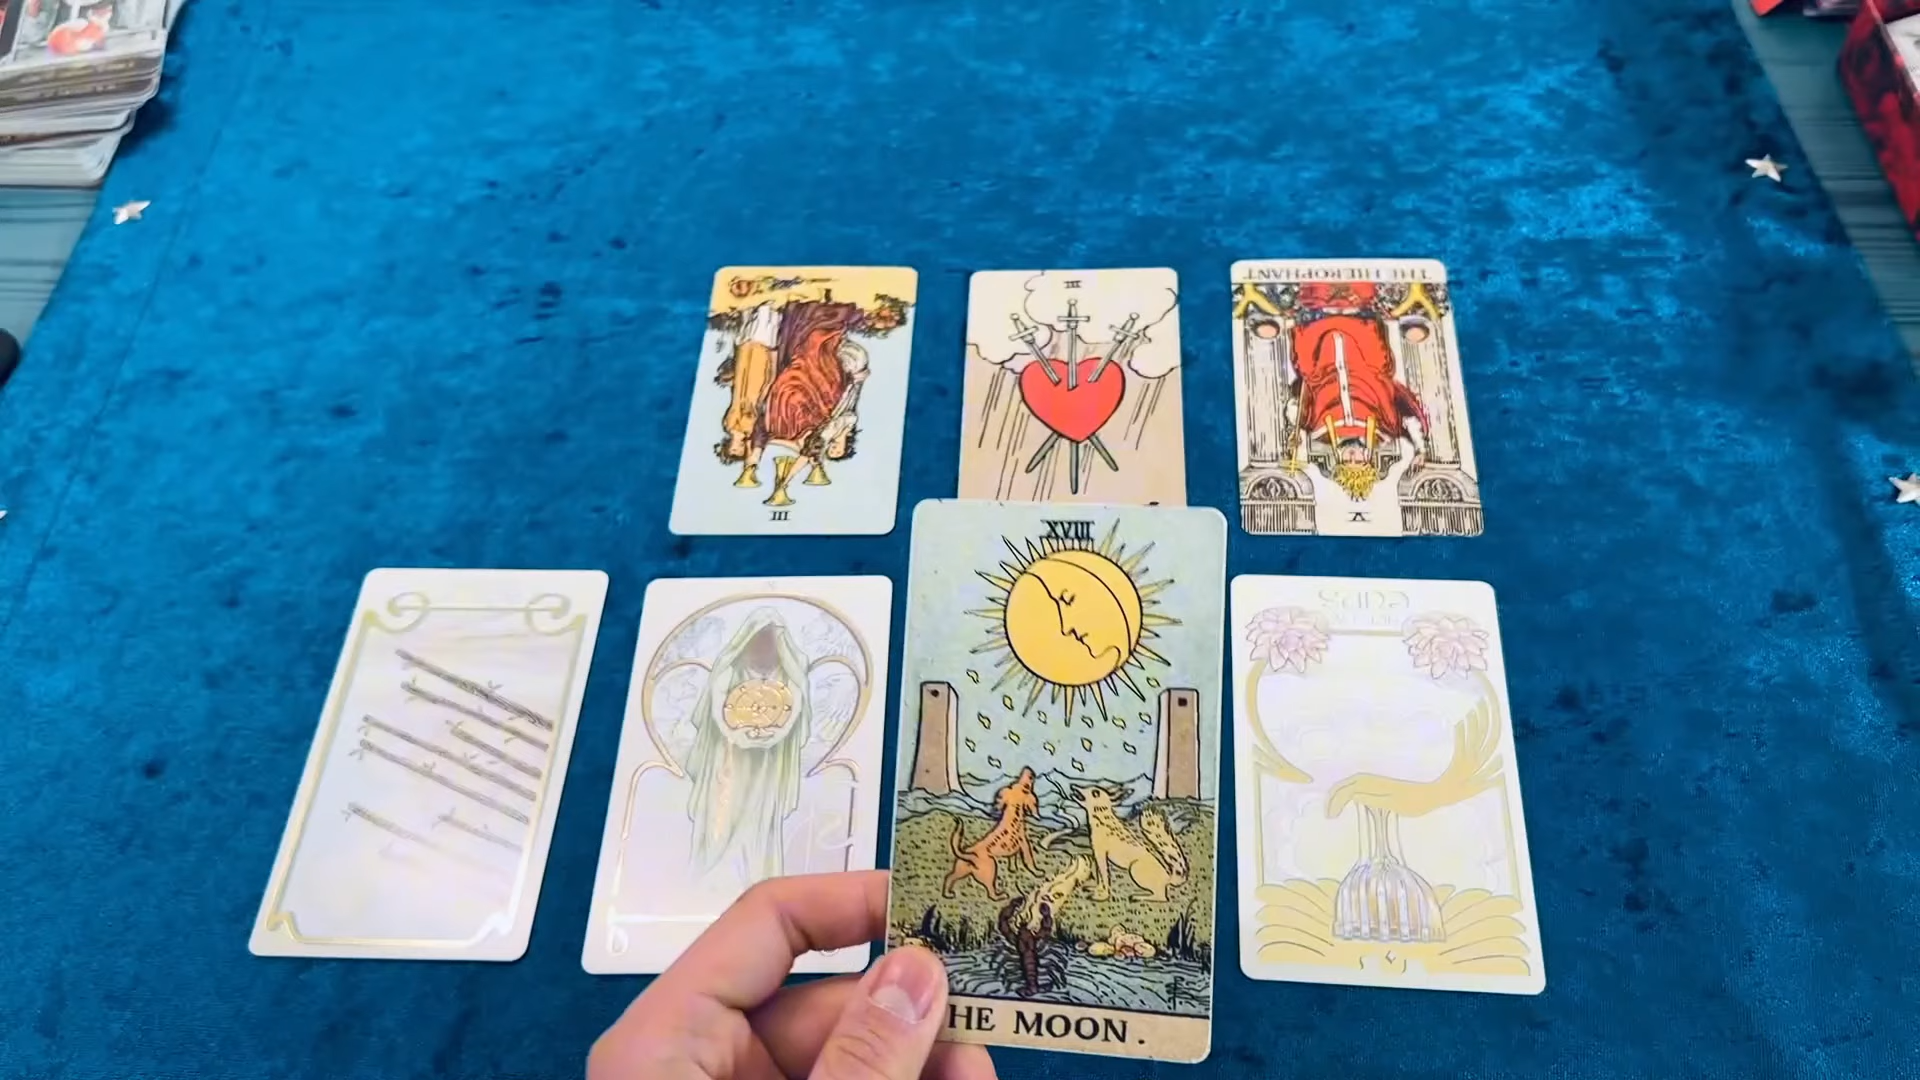 III
THE HIEROPHANT
III
V
XVIII
HE MOON.